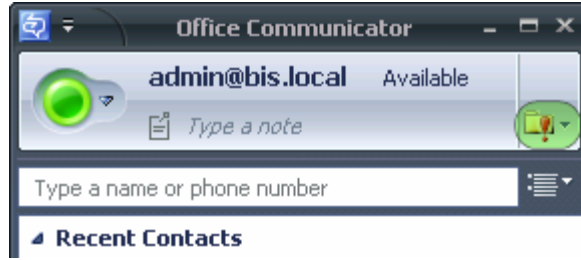 Office Communicator
admin@bis.local Available
Type a note
Type a name or phone number
Recent Contacts